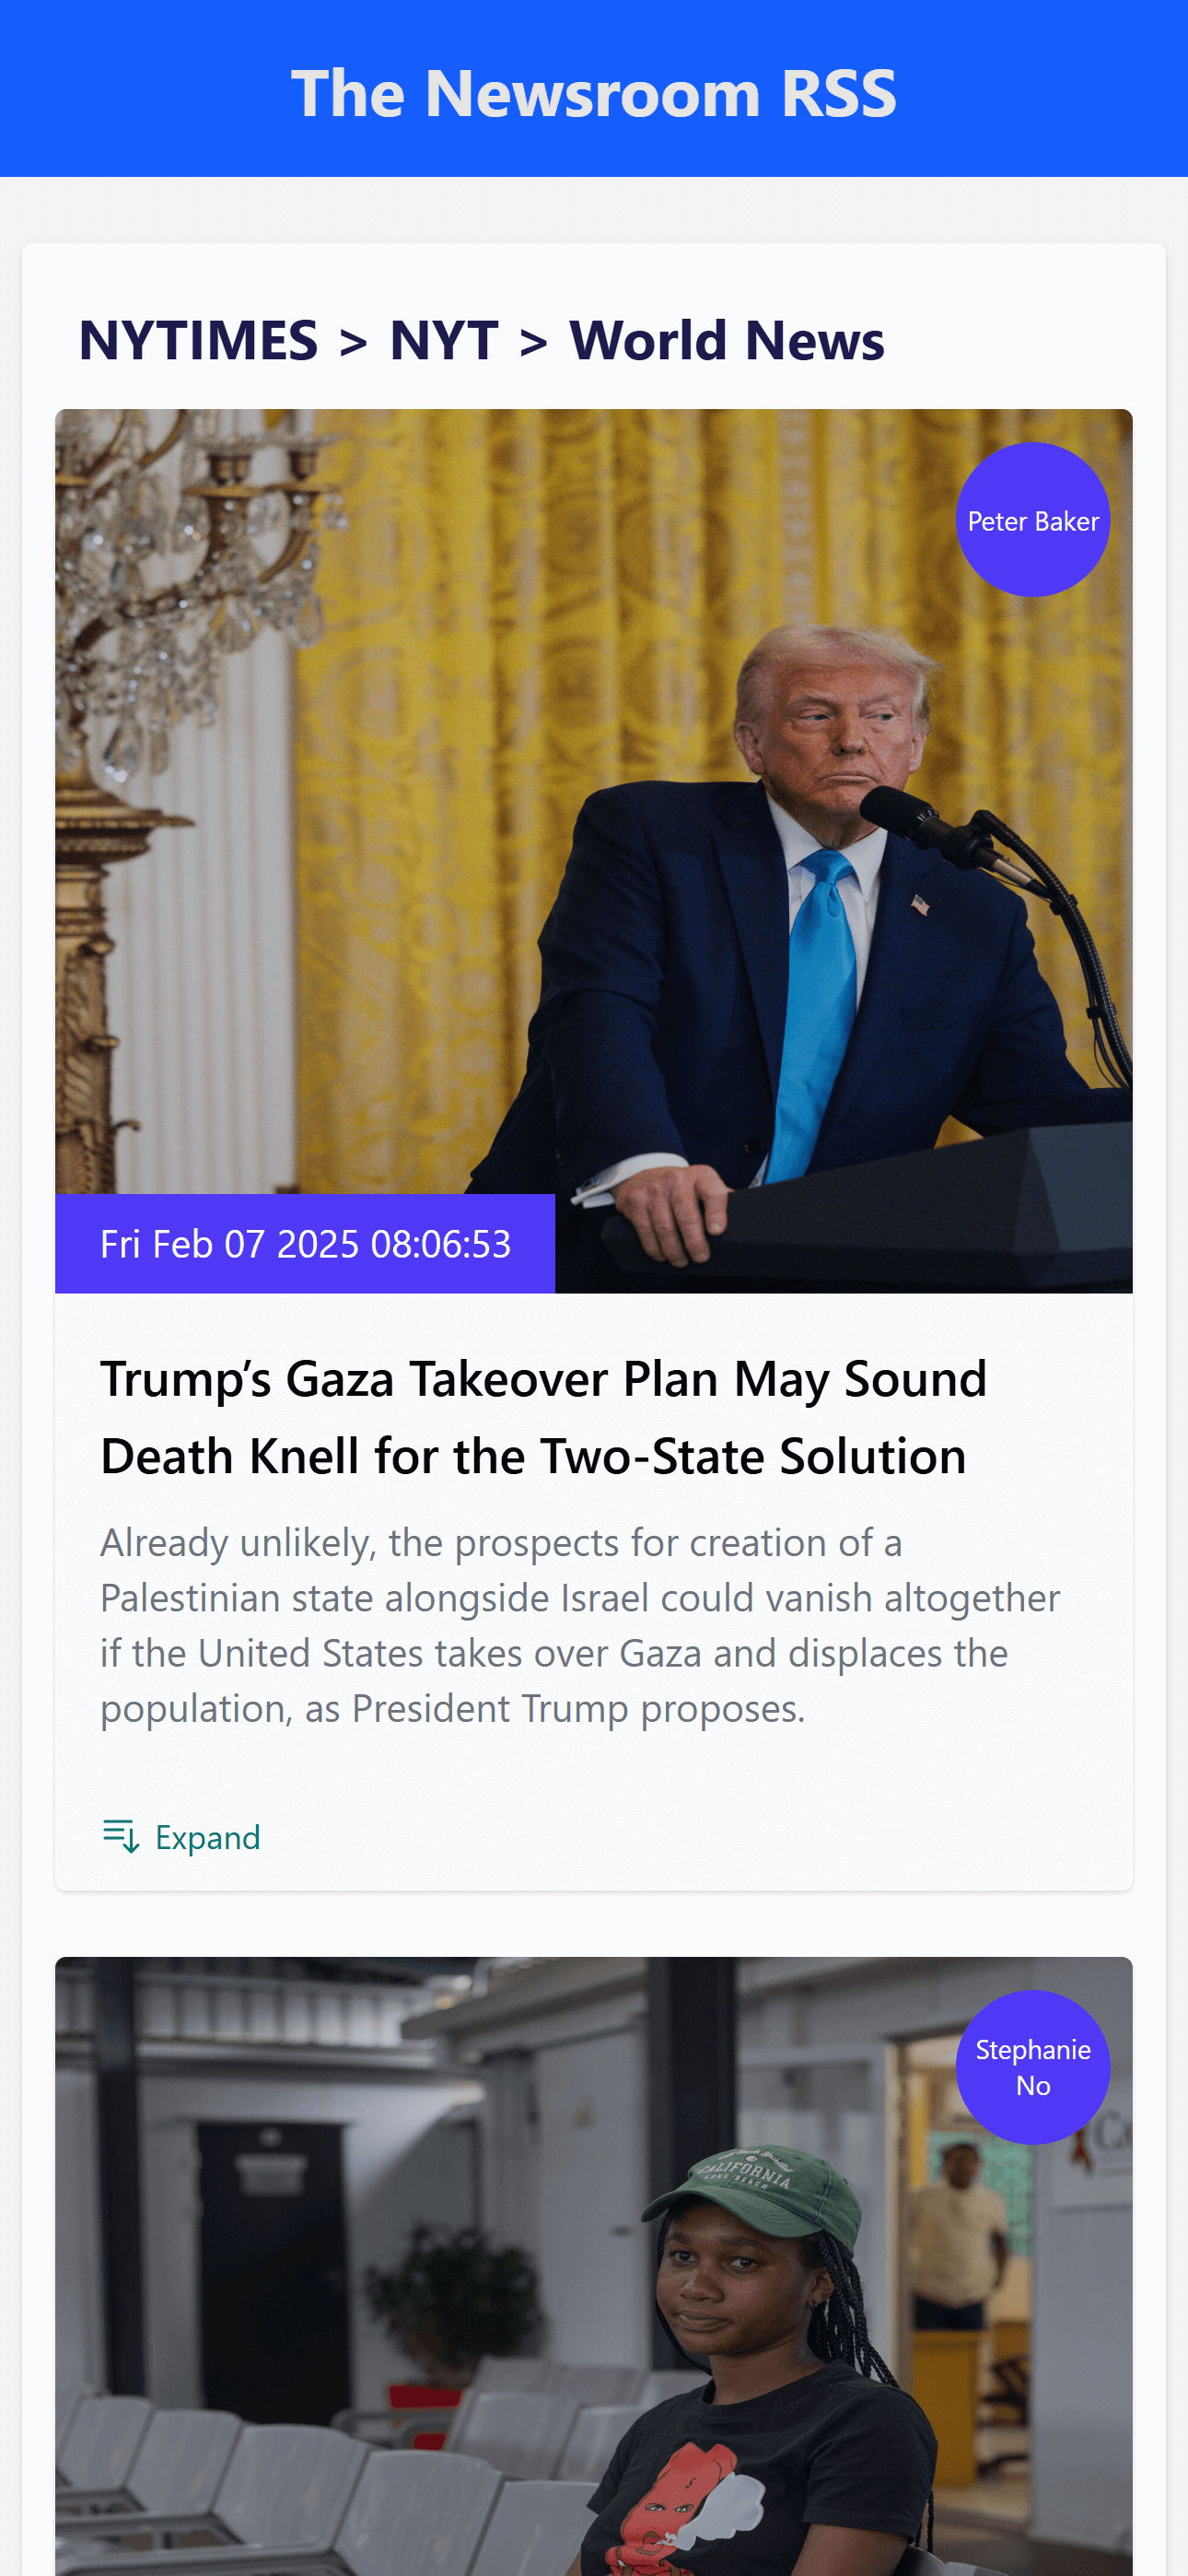 The Newsroom RSS
NYTIMES > NYT > World News
Peter Baker
Fri Feb 07 2025 08:06:53
Trump’s Gaza Takeover Plan May Sound
Death Knell for the Two-State Solution
Already unlikely, the prospects for creation of a
Palestinian state alongside Israel could vanish altogether
if the United States takes over Gaza and displaces the
population, as President Trump proposes.
Expand
Stephanie
No
CALIFORNIA
LONG BEACH